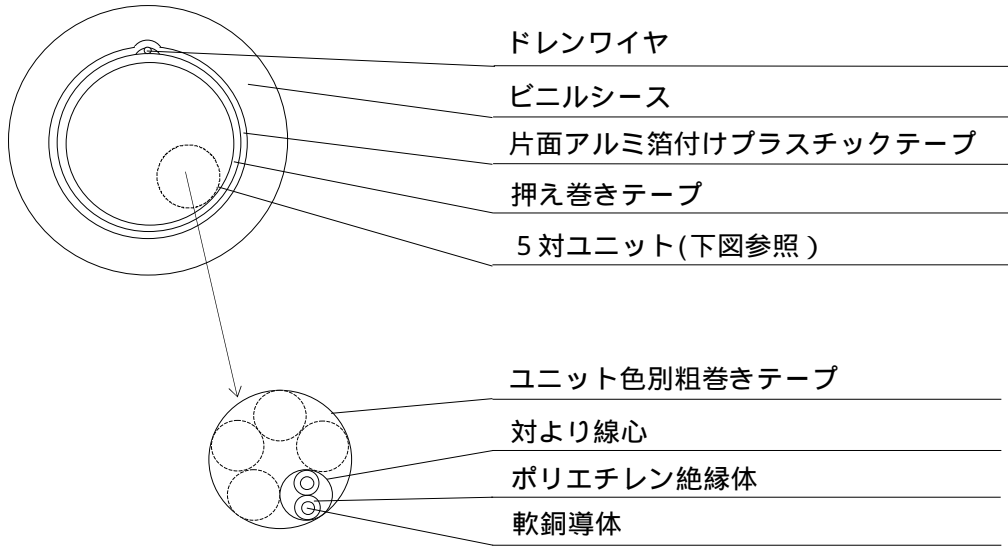 ドレンワイヤ
ビニルシース
片面アルミ箔付けプラスチックテープ
押え巻きテープ
5対ユニット(下図参照)
ユニット色別粗巻きテープ
対より線心
ポリエチレン絶縁体
軟銅導体